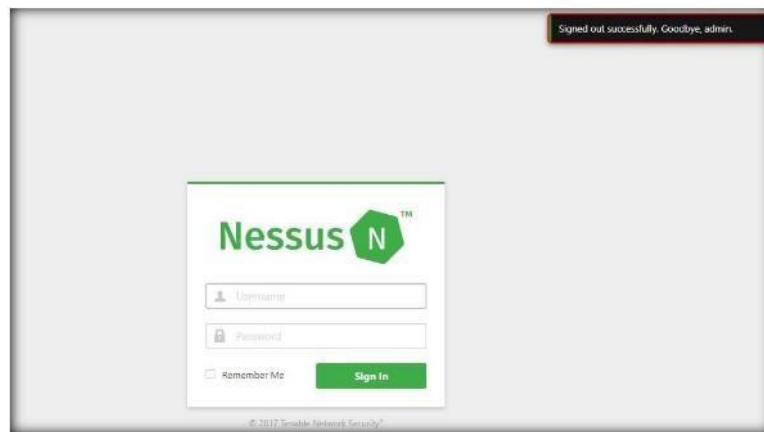 Signed out successfully. Goodbye, admin.
Nessus N ™
Username
Password
Remember Me
Sign In
© 2017 Tenable Network Security®